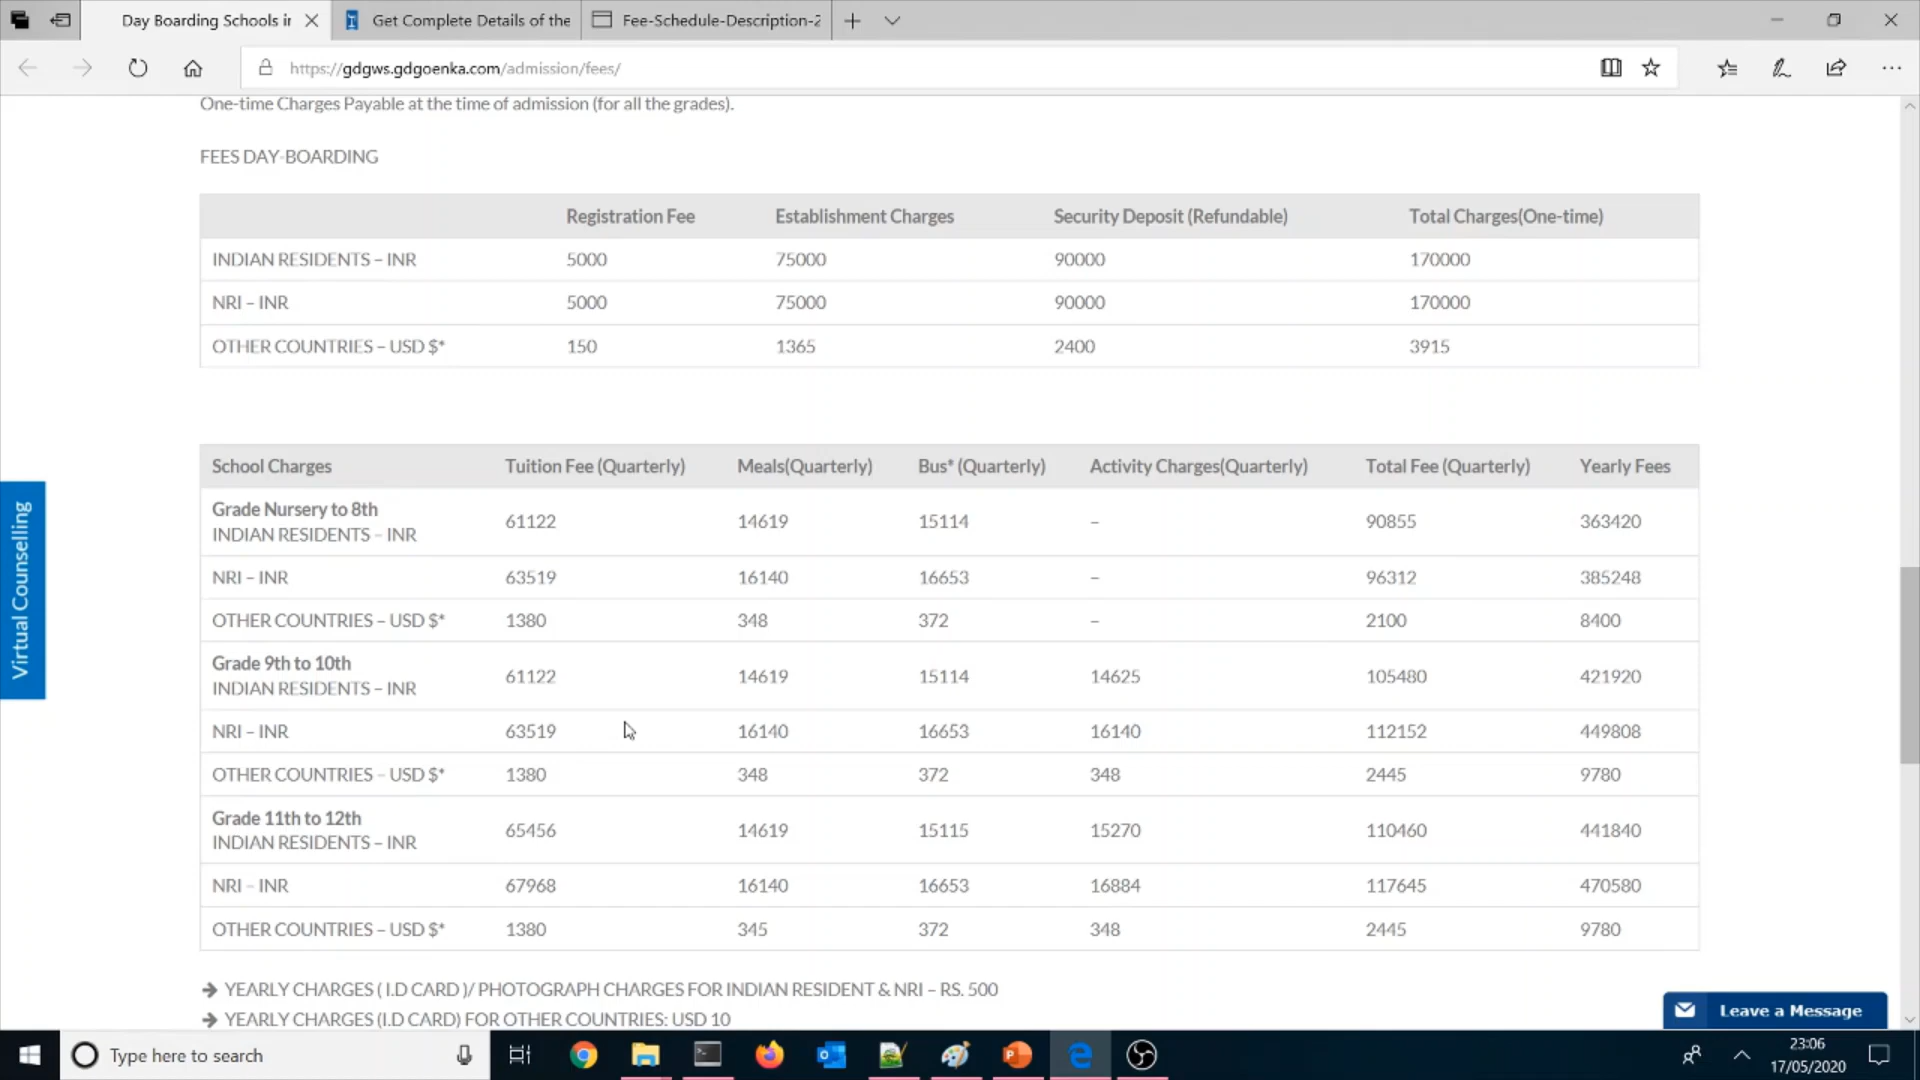 Day Boarding Schools ir
Get Complete Details of the
Fee-Schedule-Description-2
https://gdgws.gdgoenka.com/admission/fees/
One-time Charges Payable at the time of admission (for all the grades).
FEES DAY-BOARDING
Registration Fee Establishment Charges Security Deposit (Refundable) Total Charges(One-time)
INDIAN RESIDENTS – INR 5000 75000 90000 170000
NRI – INR 5000 75000 90000 170000
OTHER COUNTRIES – USD $* 150 1365 2400 3915
School Charges Tuition Fee (Quarterly) Meals(Quarterly) Bus* (Quarterly) Activity Charges(Quarterly) Total Fee (Quarterly) Yearly Fees
Grade Nursery to 8th
INDIAN RESIDENTS – INR 61122 14619 15114 – 90855 363420
NRI – INR 63519 16140 16653 – 96312 385248
OTHER COUNTRIES – USD $* 1380 348 372 – 2100 8400
Grade 9th to 10th
INDIAN RESIDENTS – INR 61122 14619 15114 14625 105480 421920
NRI – INR 63519 16140 16653 16140 112152 449808
OTHER COUNTRIES – USD $* 1380 348 372 348 2445 9780
Grade 11th to 12th
INDIAN RESIDENTS – INR 65456 14619 15115 15270 110460 441840
NRI – INR 67968 16140 16653 16884 117645 470580
OTHER COUNTRIES – USD $* 1380 345 372 348 2445 9780
YEARLY CHARGES ( I.D CARD )/ PHOTOGRAPH CHARGES FOR INDIAN RESIDENT & NRI – RS. 500
YEARLY CHARGES (I.D CARD) FOR OTHER COUNTRIES: USD 10
Virtual Counselling
Leave a Message
Type here to search
23:06
17/05/2020